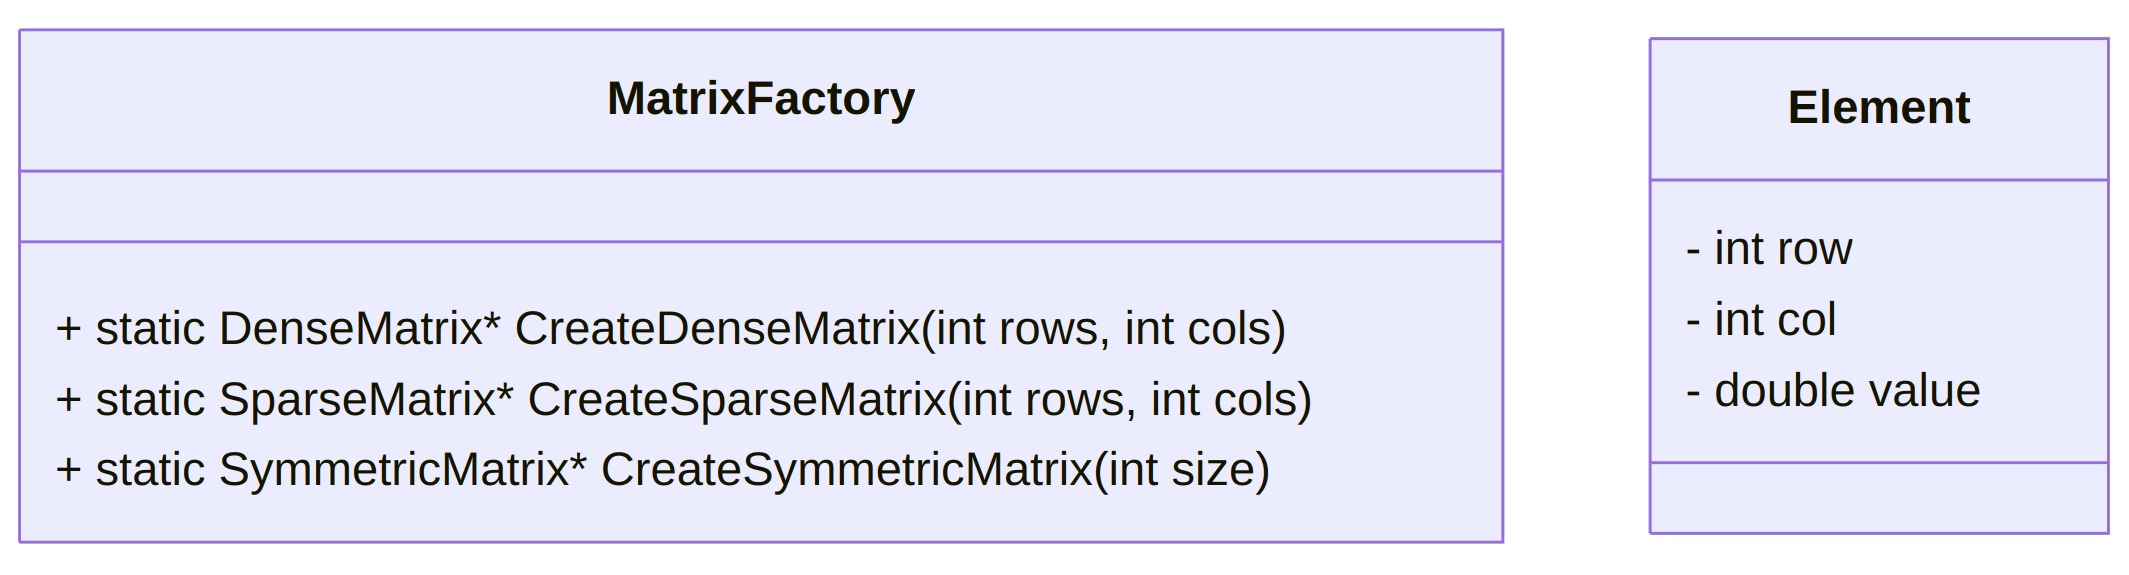 MatrixFactory
+ static DenseMatrix* CreateDenseMatrix(int rows, int cols)
+ static SparseMatrix* CreateSparseMatrix(int rows, int cols)
+ static SymmetricMatrix* CreateSymmetricMatrix(int size)
Element
- int row
- int col
- double value